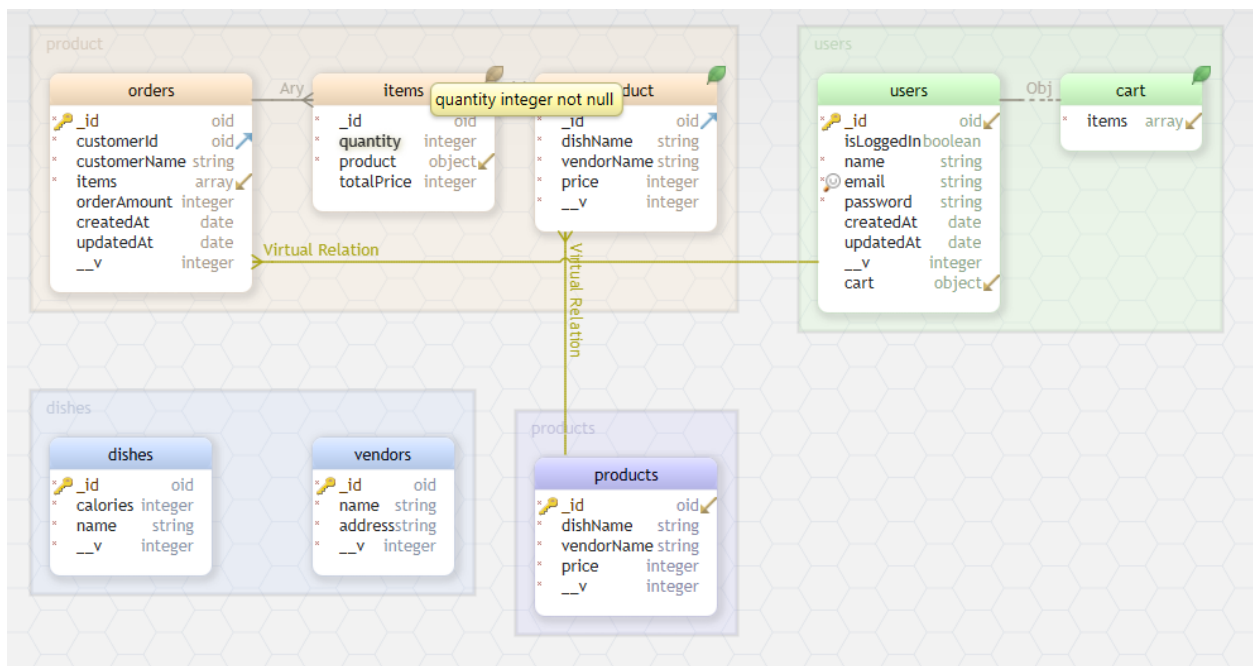 product
orders
_id oid
customerId oid
customerName string
items array
orderAmount integer
createdAt date
updatedAt date
__v integer
Ary
items
_id oid
quantity integer
product object
totalPrice integer
quantity integer not null
duct
_id oid
dishName string
vendorName string
price integer
__v integer
Virtual Relation
Virtual Relation
users
users
_id oid
isLoggedIn boolean
name string
email string
password string
createdAt date
updatedAt date
__v integer
cart object
Obj
cart
items array
dishes
dishes
_id oid
calories integer
name string
__v integer
vendors
_id oid
name string
address string
__v integer
products
products
_id oid
dishName string
vendorName string
price integer
__v integer